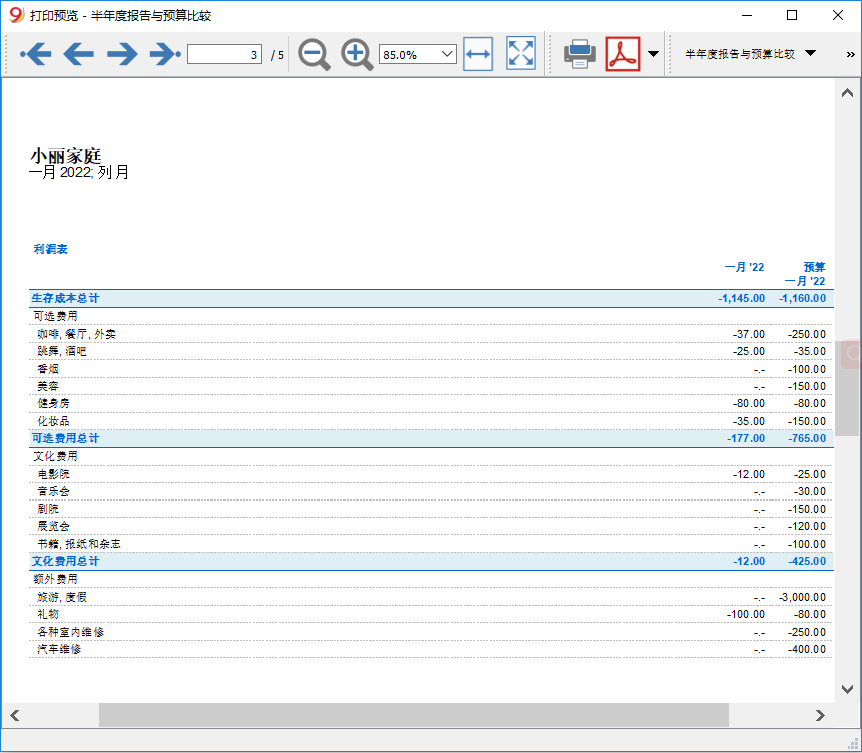 打印预览 - 半年度报告与预算比较
3 / 5 85.0% 半年度报告与预算比较 »
小丽家庭
一月 2022; 列 月
利润表
一月 '22 预算
一月 '22
生存成本总计 -1,145.00 -1,160.00
可选费用
咖啡, 餐厅, 外卖 -37.00 -250.00
跳舞, 酒吧 -25.00 -35.00
香烟 -.- -100.00
美容 -.- -150.00
健身房 -80.00 -80.00
化妆品 -35.00 -150.00
可选费用总计 -177.00 -765.00
文化费用
电影院 -12.00 -25.00
音乐会 -.- -30.00
剧院 -.- -150.00
展览会 -.- -120.00
书籍, 报纸和杂志 -.- -100.00
文化费用总计 -12.00 -425.00
额外费用
旅游, 度假 -.- -3,000.00
礼物 -100.00 -80.00
各种室内维修 -.- -250.00
汽车维修 -.- -400.00